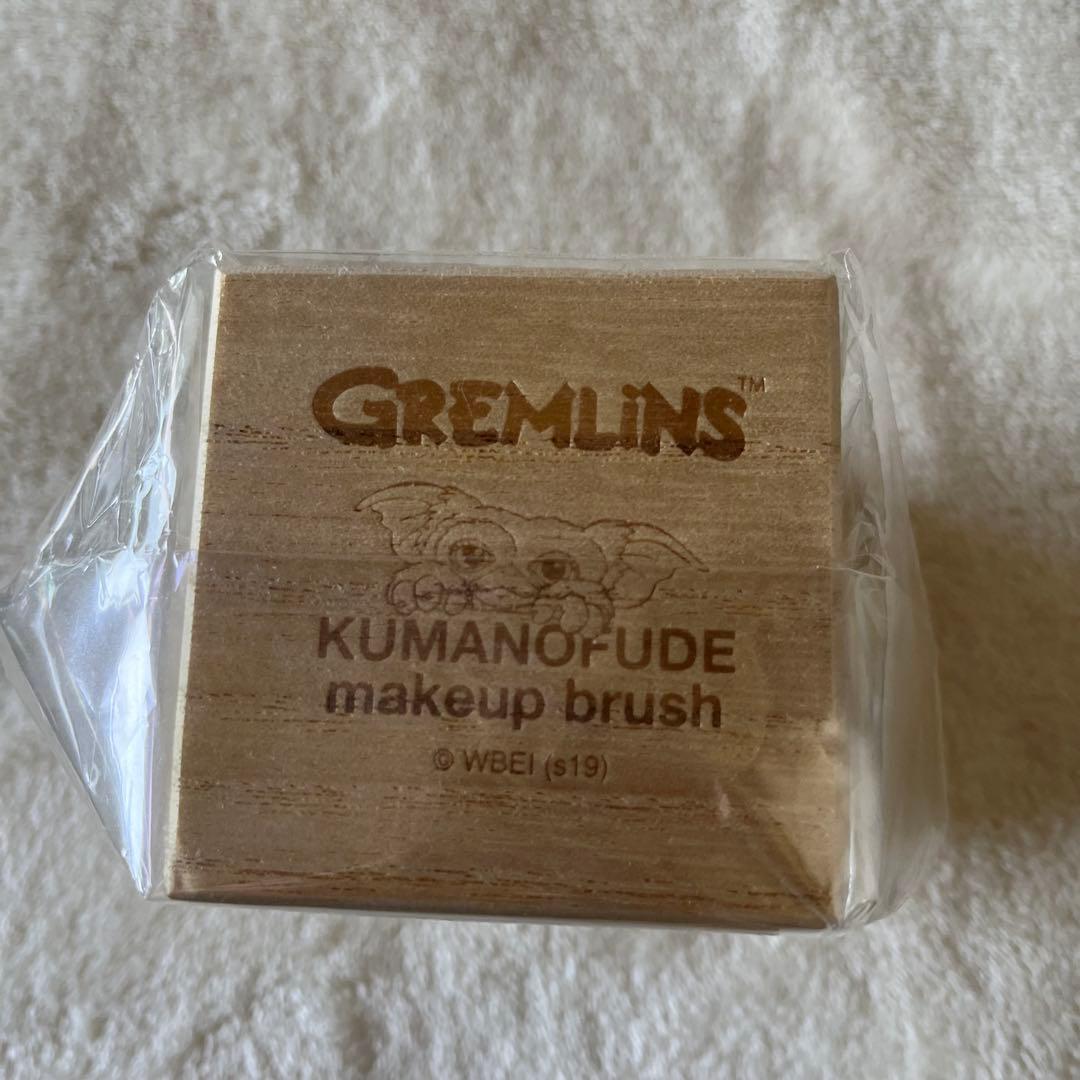 GREMLiNS™
KUMANOFUDE
makeup brush
© WBEI (s19)